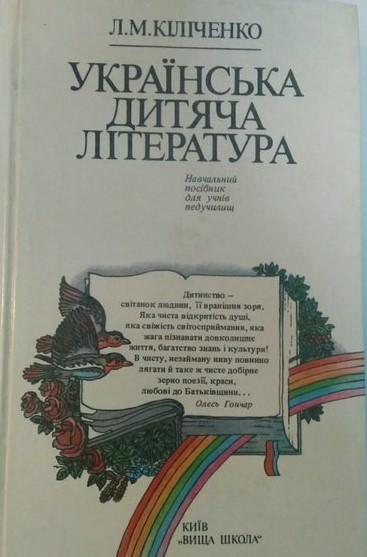 Л.М.КІЛІЧЕНКО
УКРАЇНСЬКА
ДИТЯЧА
ЛІТЕРАТУРА
Навчальний
посібник
для учнів
педучилищ
Дитинство —
світанок людини, її вранішня зоря,
Яка чиста відкритість душі,
яка свіжість світосприймання, яка
жага пізнавати довколишнє
життя, багатство знань і культури!
В чисту, незайману ниву повинно
лягати й таке ж чисте добірне
зерно поезії, краси,
любові до Батьківщини...
Олесь Гончар
КИЇВ
„ВИЩА ШКОЛА"